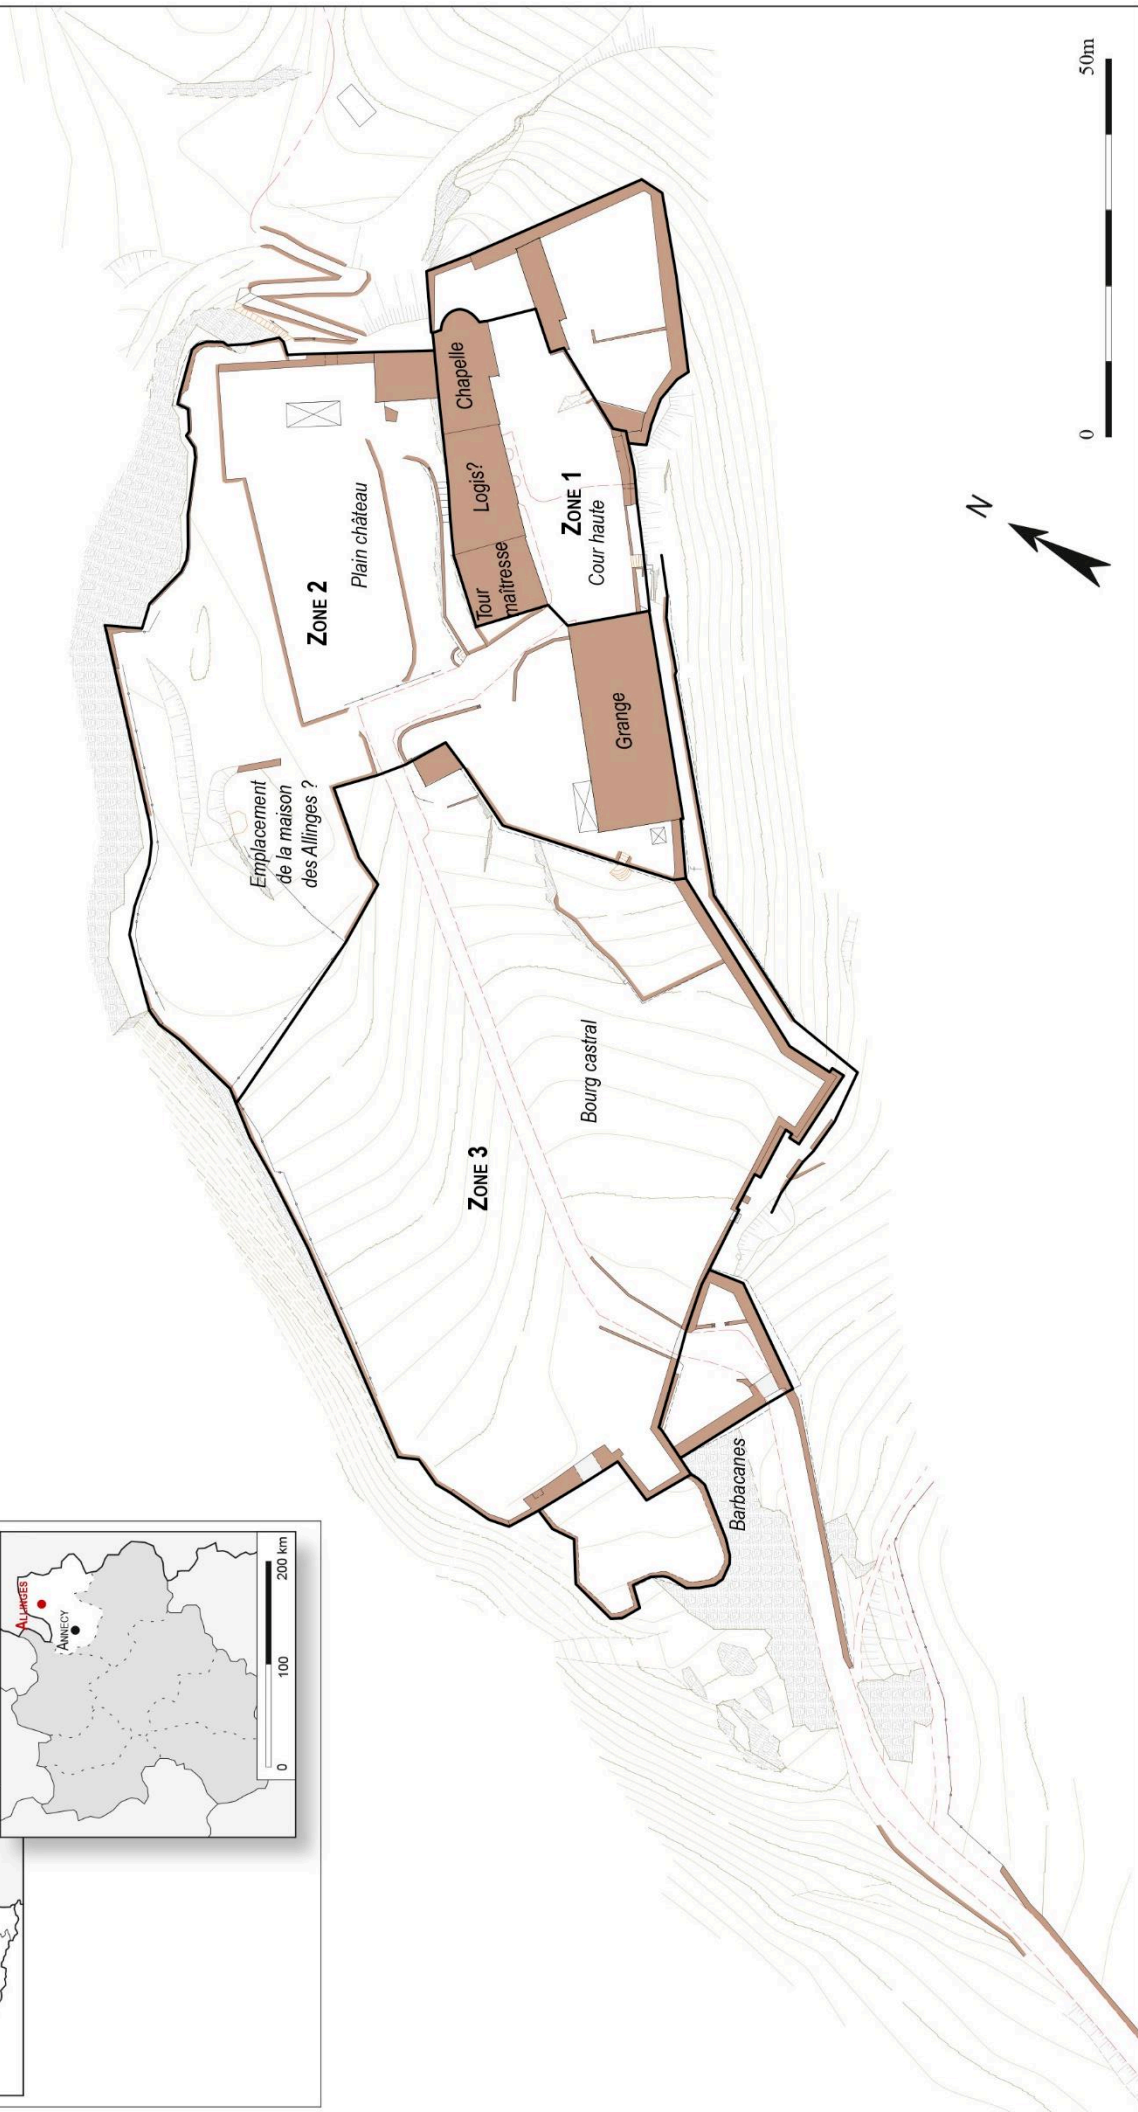 ALLINGES
ANNECY
0
100
200 km
ZONE 2
Plain château
Emplacement
de la maison
des Allinges ?
Chapelle
Logis?
Tour
maîtresse
ZONE 1
Cour haute
Grange
ZONE 3
Bourg castral
Barbacanes
N
0
50m